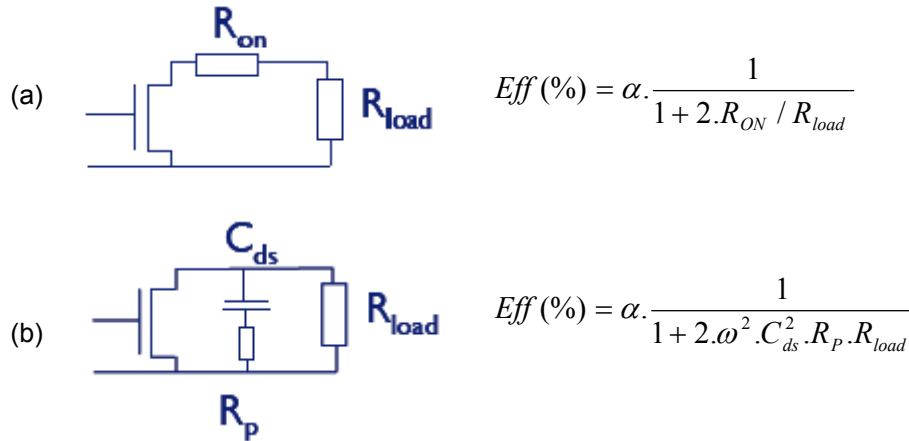 R_on
(a)
R_load
Eff (%) = α. 1 / (1 + 2.R_ON / R_load)
C_ds
(b)
R_load
Eff (%) = α. 1 / (1 + 2.ω².C_ds².R_P.R_load)
R_p